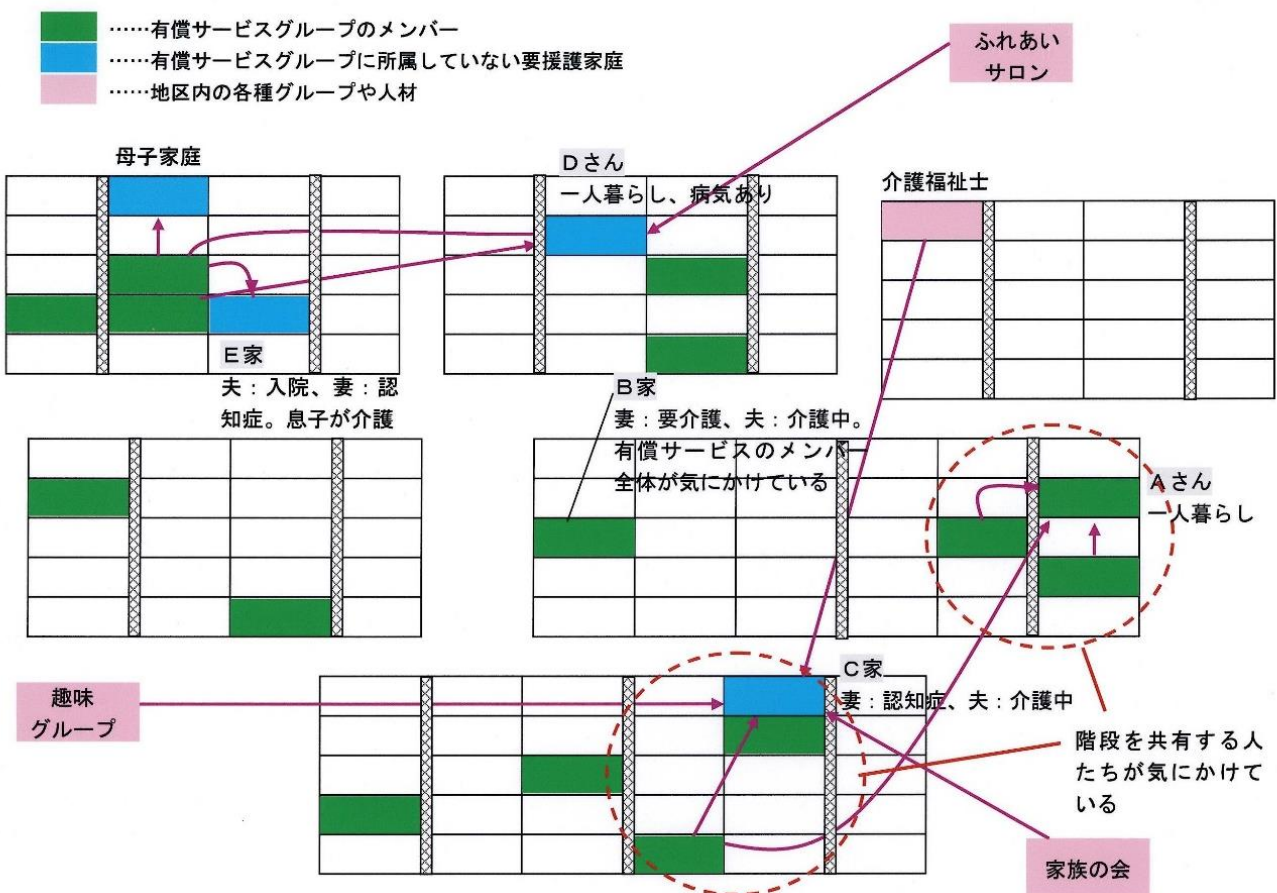 ……有償サービスグループのメンバー
……有償サービスグループに所属していない要援護家庭
……地区内の各種グループや人材
ふれあい
サロン
母子家庭
Dさん
一人暮らし、病気あり
介護福祉士
E家
夫：入院、妻：認
知症。息子が介護
B家
妻：要介護、夫：介護中。
有償サービスのメンバー
全体が気にかけている
Aさん
一人暮らし
趣味
グループ
C家
妻：認知症、夫：介護中
階段を共有する人
たちが気にかけて
いる
家族の会